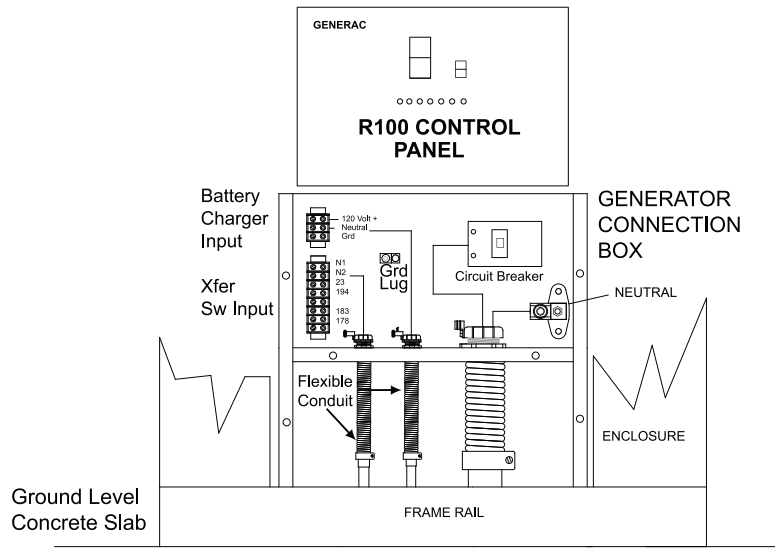 GENERAC
R100 CONTROL
PANEL
Battery
Charger
Input
120 Volt +
Neutral
Grd
GENERATOR
CONNECTION
BOX
Xfer
Sw Input
N1
N2
23
194
183
178
Grd
Lug
Circuit Breaker
NEUTRAL
Flexible
Conduit
ENCLOSURE
Ground Level
Concrete Slab
FRAME RAIL